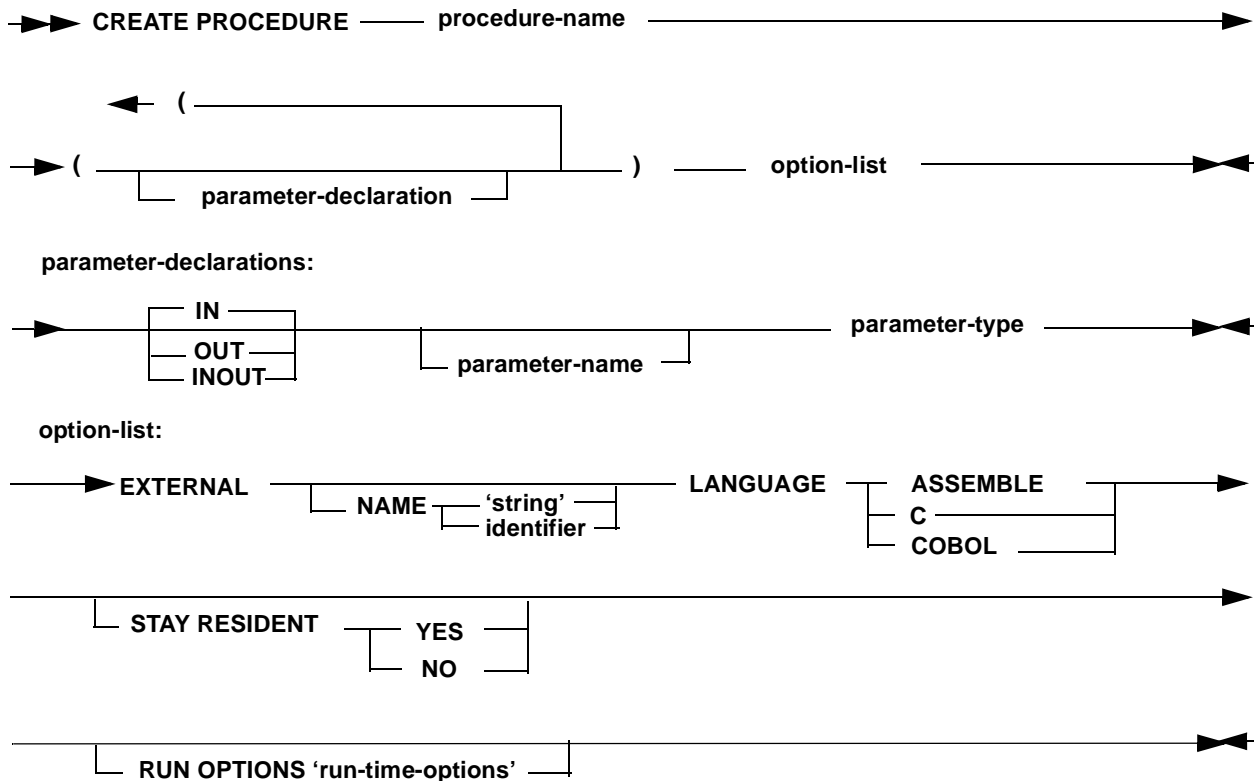 CREATE PROCEDURE procedure-name
(
( ) option-list
parameter-declaration
parameter-declarations:
IN
OUT
INOUT
parameter-name
parameter-type
option-list:
EXTERNAL
NAME
‘string’
identifier
LANGUAGE
ASSEMBLE
C
COBOL
STAY RESIDENT
YES
NO
RUN OPTIONS ‘run-time-options’